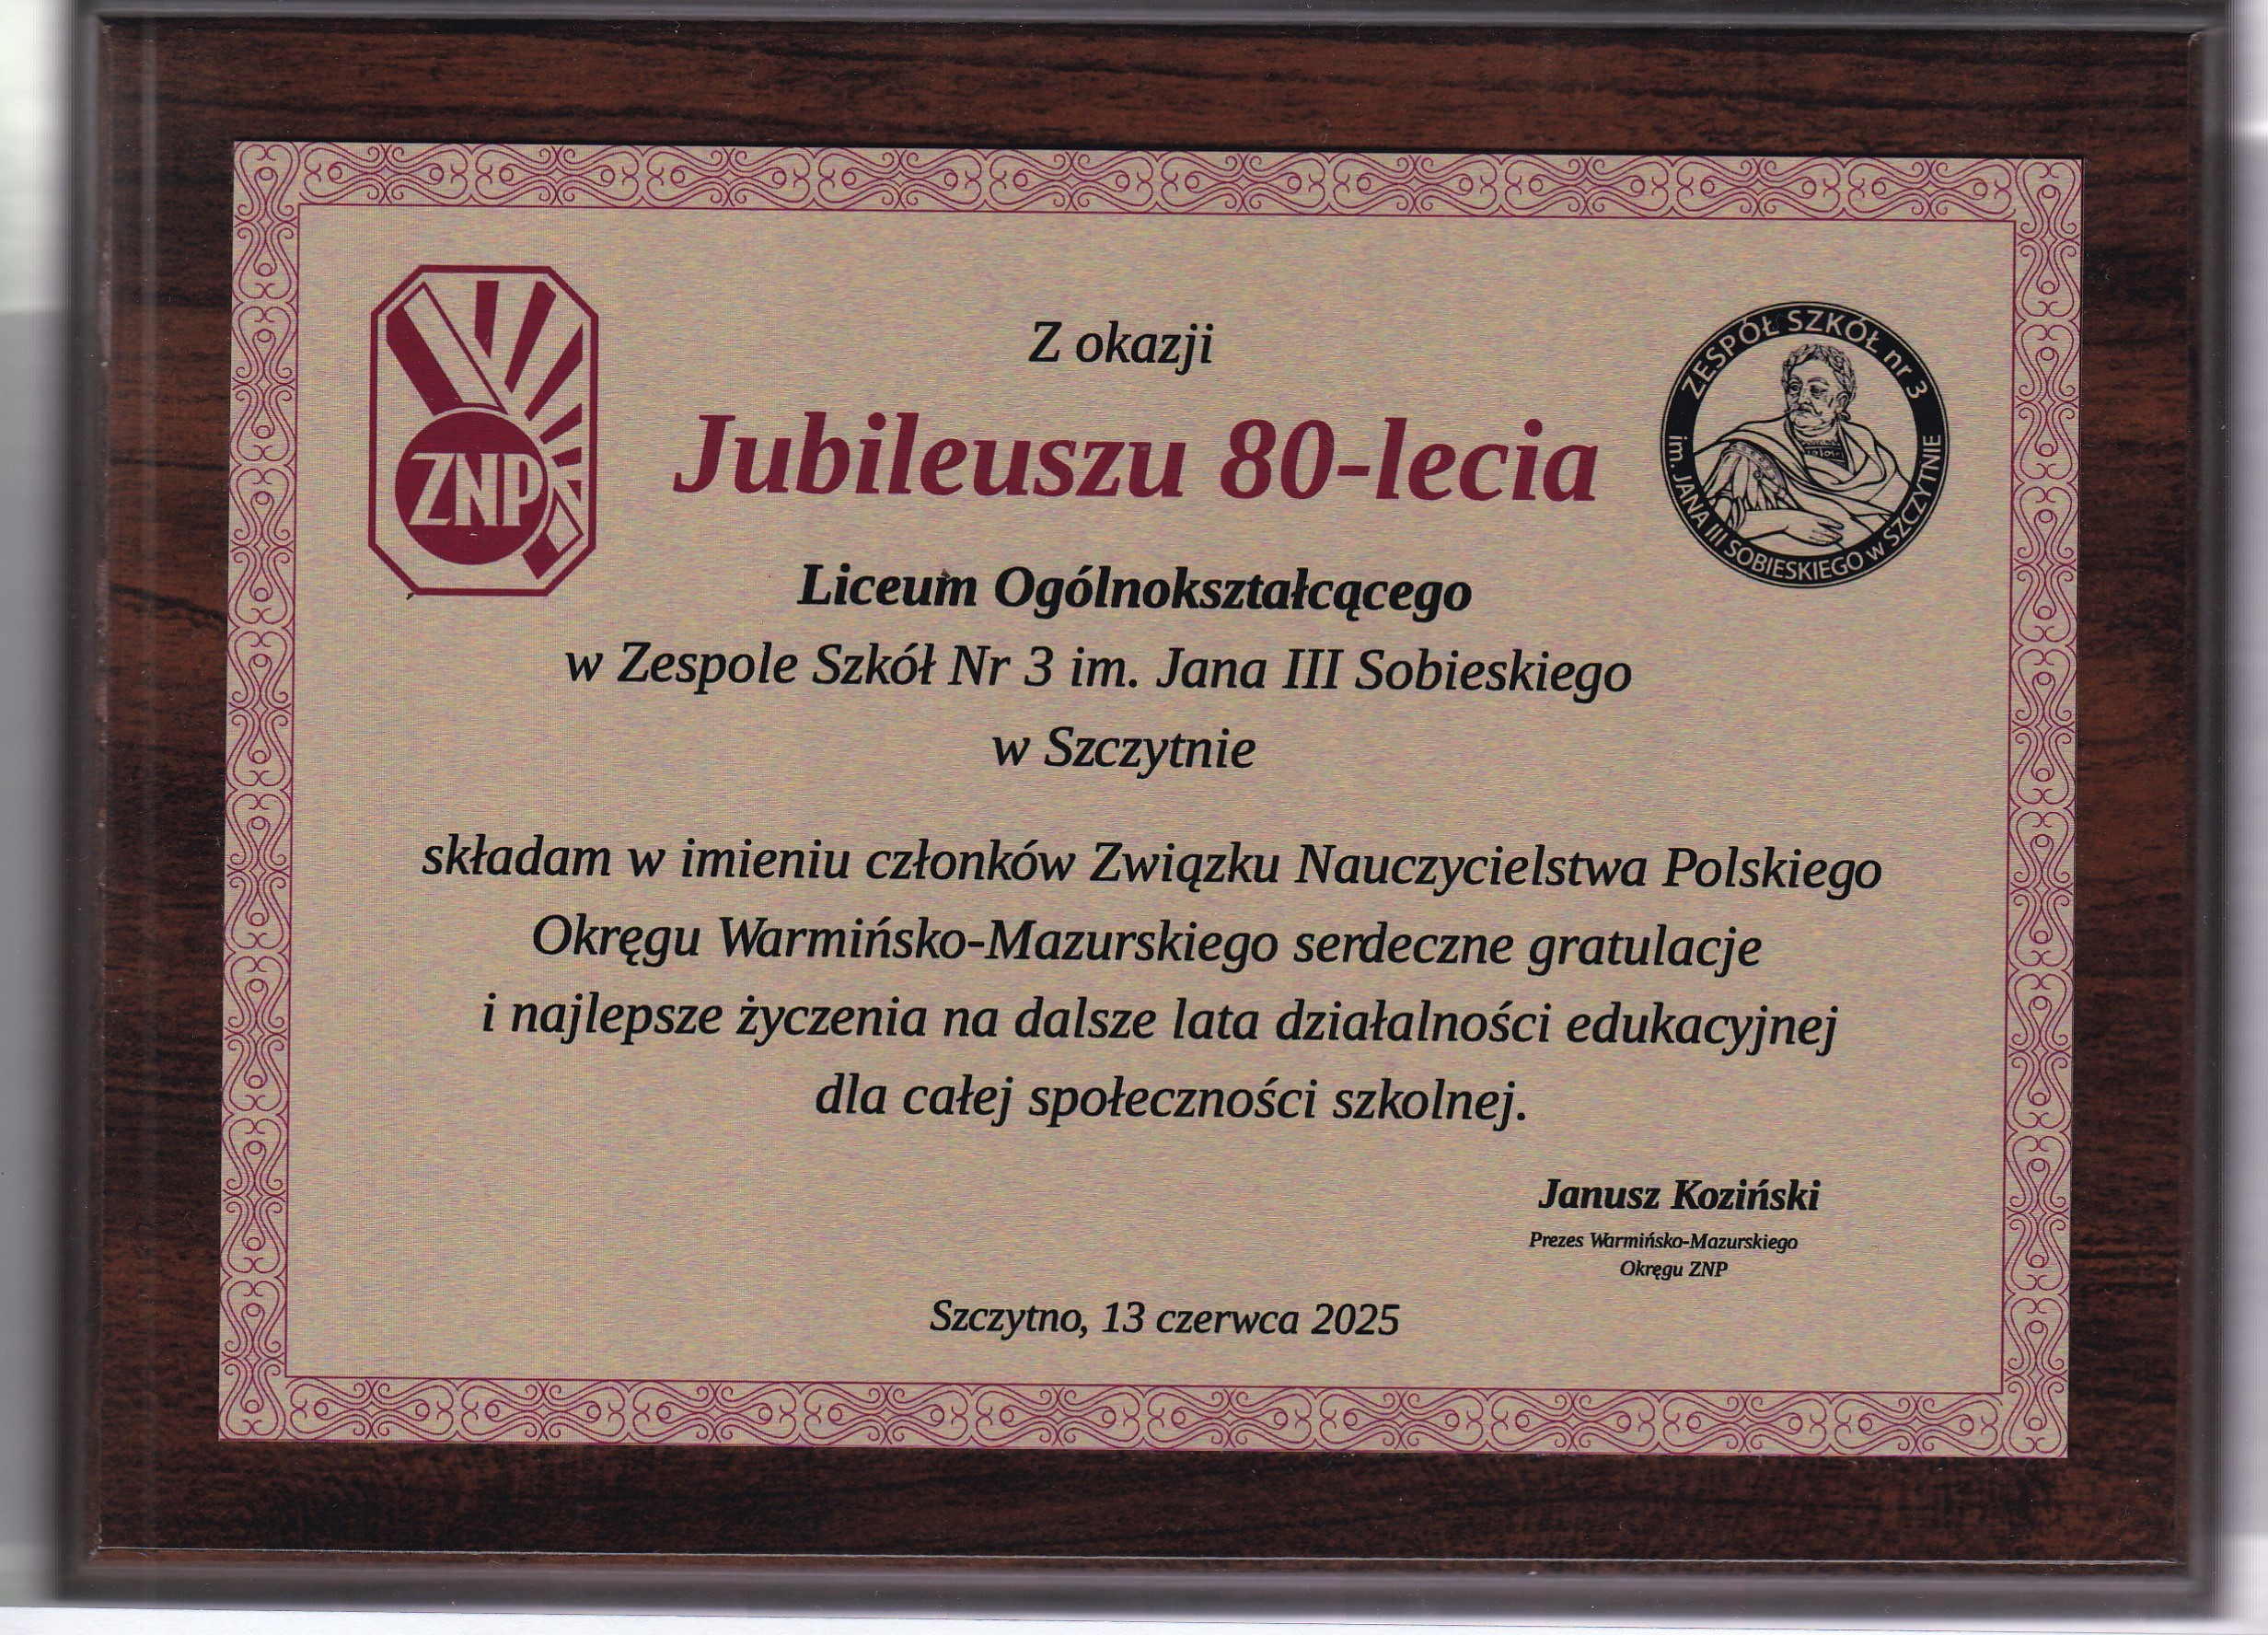 ZNP
ZESPÓŁ SZKÓŁ nr 3
im. JANA III SOBIESKIEGO w SZCZYTNIE
Z okazji
Jubileuszu 80-lecia
Liceum Ogólnokształcącego
w Zespole Szkół Nr 3 im. Jana III Sobieskiego
w Szczytnie
składam w imieniu członków Związku Nauczycielstwa Polskiego
Okręgu Warmińsko-Mazurskiego serdeczne gratulacje
i najlepsze życzenia na dalsze lata działalności edukacyjnej
dla całej społeczności szkolnej.
Janusz Koziński
Prezes Warmińsko-Mazurskiego
Okręgu ZNP
Szczytno, 13 czerwca 2025